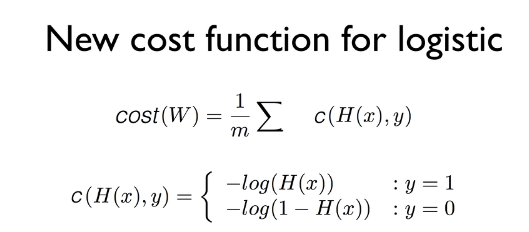 New cost function for logistic
cost(W) = 1/m ∑ c(H(x), y)
c(H(x), y) = { −log(H(x)) : y = 1
−log(1 − H(x)) : y = 0